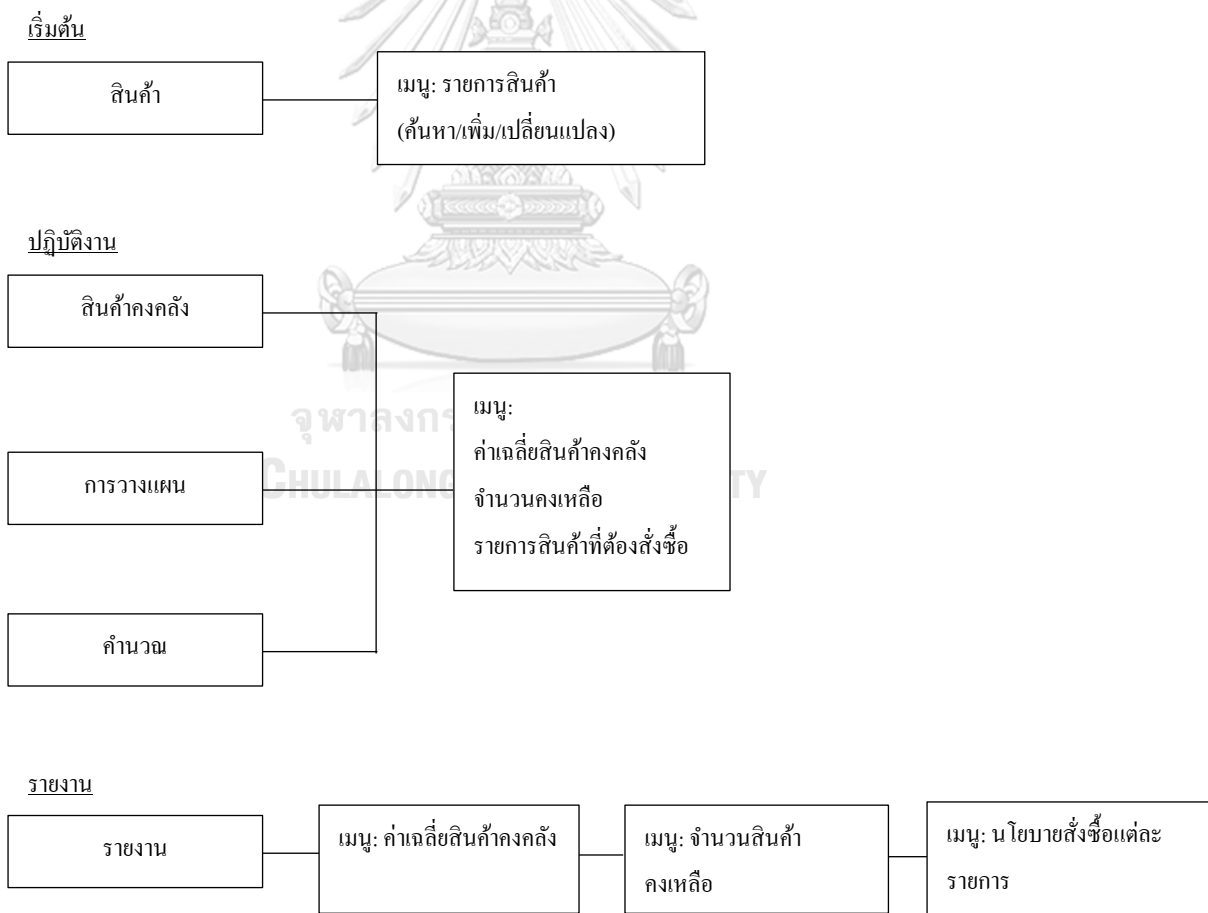 เริ่มต้น
สินค้า
เมนู: รายการสินค้า
(ค้นหา/เพิ่ม/เปลี่ยนแปลง)
ปฏิบัติงาน
สินค้าคงคลัง
การวางแผน
คำนวณ
เมนู:
ค่าเฉลี่ยสินค้าคงคลัง
จำนวนคงเหลือ
รายการสินค้าที่ต้องสั่งซื้อ
รายงาน
รายงาน
เมนู: ค่าเฉลี่ยสินค้าคงคลัง
เมนู: จำนวนสินค้า
คงเหลือ
เมนู: นโยบายสั่งซื้อแต่ละ
รายการ